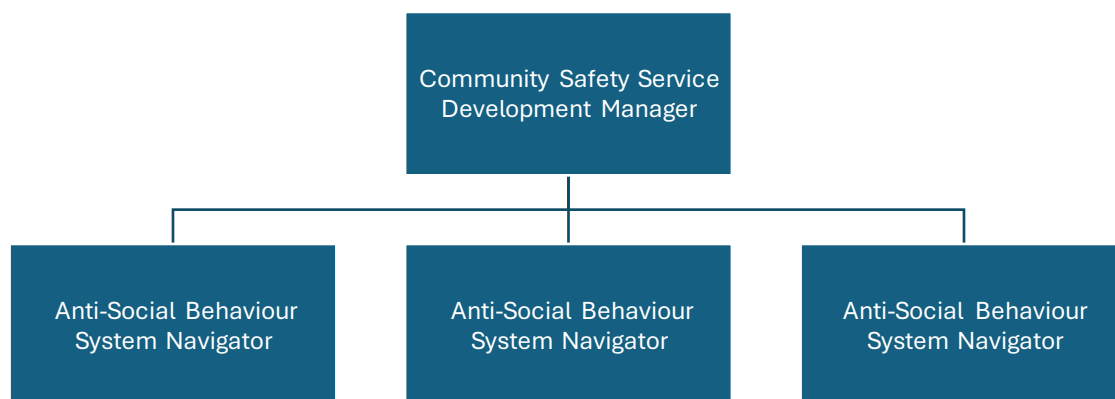 Community Safety Service
Development Manager
Anti-Social Behaviour
System Navigator
Anti-Social Behaviour
System Navigator
Anti-Social Behaviour
System Navigator